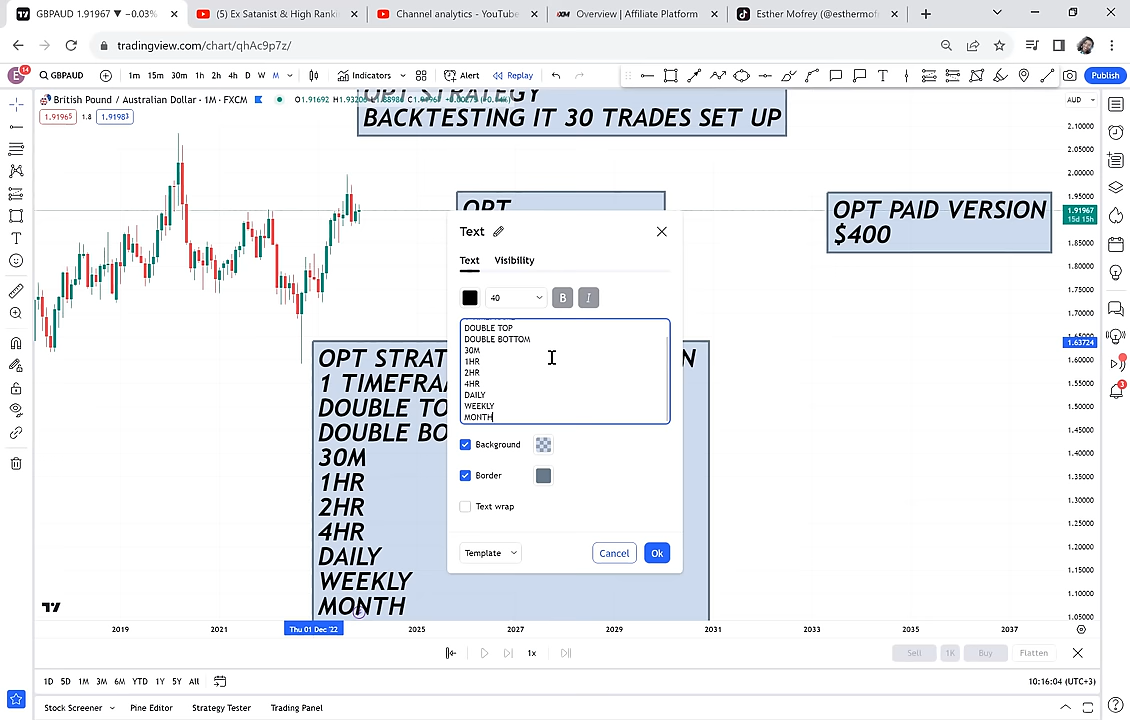 GBPAUD 1.91967 ▼ −0.03%
(5) Ex Satanist & High Ranki
Channel analytics - YouTube
Overview | Affiliate Platform
Esther Mofrey (@esthermof
tradingview.com/chart/qhAc9p7z/
E 14 GBPAUD 1m 15m 30m 1h 2h 4h D W M Indicators Alert Replay Publish
British Pound / Australian Dollar · 1M · FXCM
1.91965 1.8 1.91983
AUD
OPT STRATEGY
BACKTESTING IT 30 TRADES SET UP
OPT
OPT PAID VERSION
$400
2.10000
2.05000
2.00000
1.95000
1.91967
15d 15h
1.85000
1.80000
1.76000
1.70000
1.67000
1.63724
1.60000
1.55000
1.50000
1.45000
1.40000
1.35000
1.30000
1.25000
1.20000
1.15000
1.10000
1.05000
Text
Text Visibility
40 B I
DOUBLE TOP
DOUBLE BOTTOM
30M
1HR
2HR
4HR
DAILY
WEEKLY
MONTH
Background
Border
Text wrap
Template Cancel Ok
OPT STRAT N
1 TIMEFRA
DOUBLE TO
DOUBLE BO
30M
1HR
2HR
4HR
DAILY
WEEKLY
MONTH
2019 2021 Thu 01 Dec '22 2025 2027 2029 2031 2033 2035 2037
1x Sell 1K Buy Flatten
1D 5D 1M 3M 6M YTD 1Y 5Y All 10:16:04 (UTC+3)
Stock Screener Pine Editor Strategy Tester Trading Panel